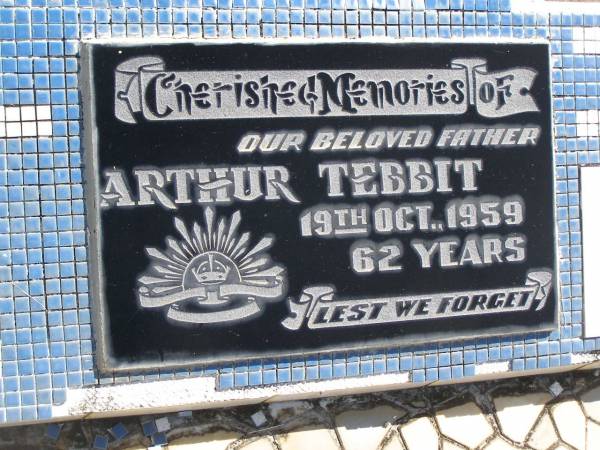 Cherished Memories of
OUR BELOVED FATHER
ARTHUR TEBBIT
19TH OCT., 1959
62 YEARS
LEST WE FORGET